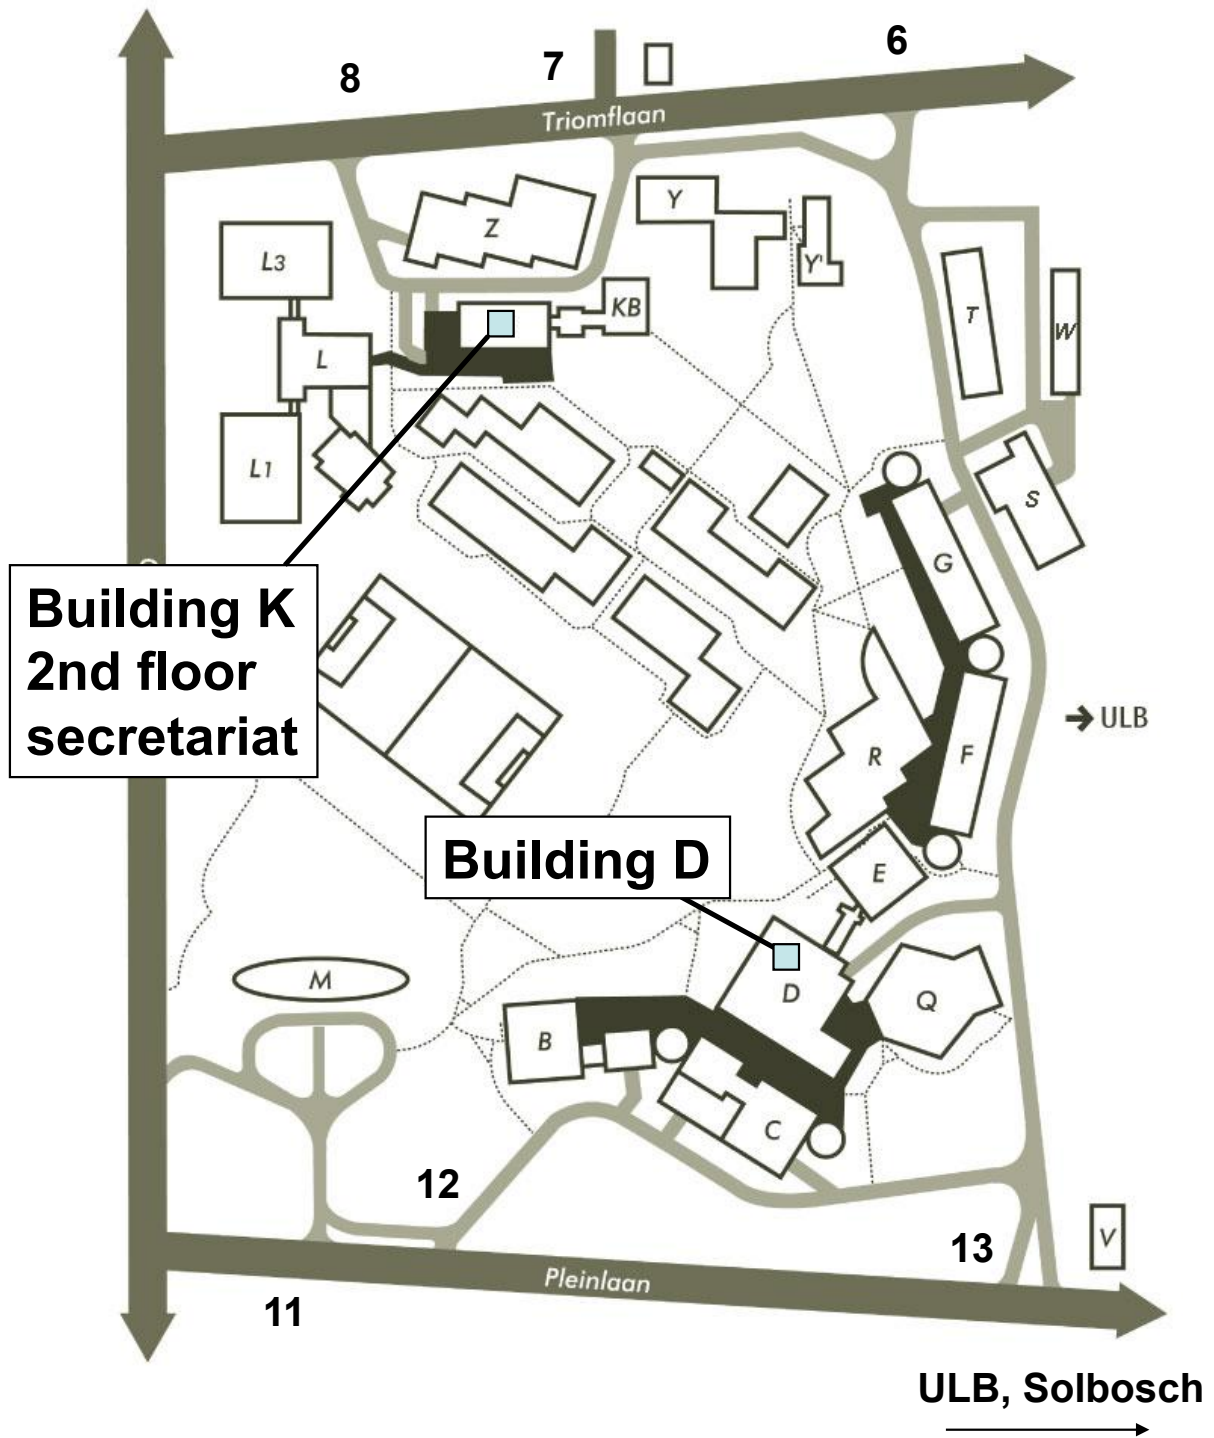 6
7
8
Triomflaan
Z
Y
Y'
L3
KB
T
W
L
L1
S
G
Building K
2nd floor
secretariat
ULB
R
F
Building D
E
M
D
Q
B
C
12
13
V
Pleinlaan
11
ULB, Solbosch